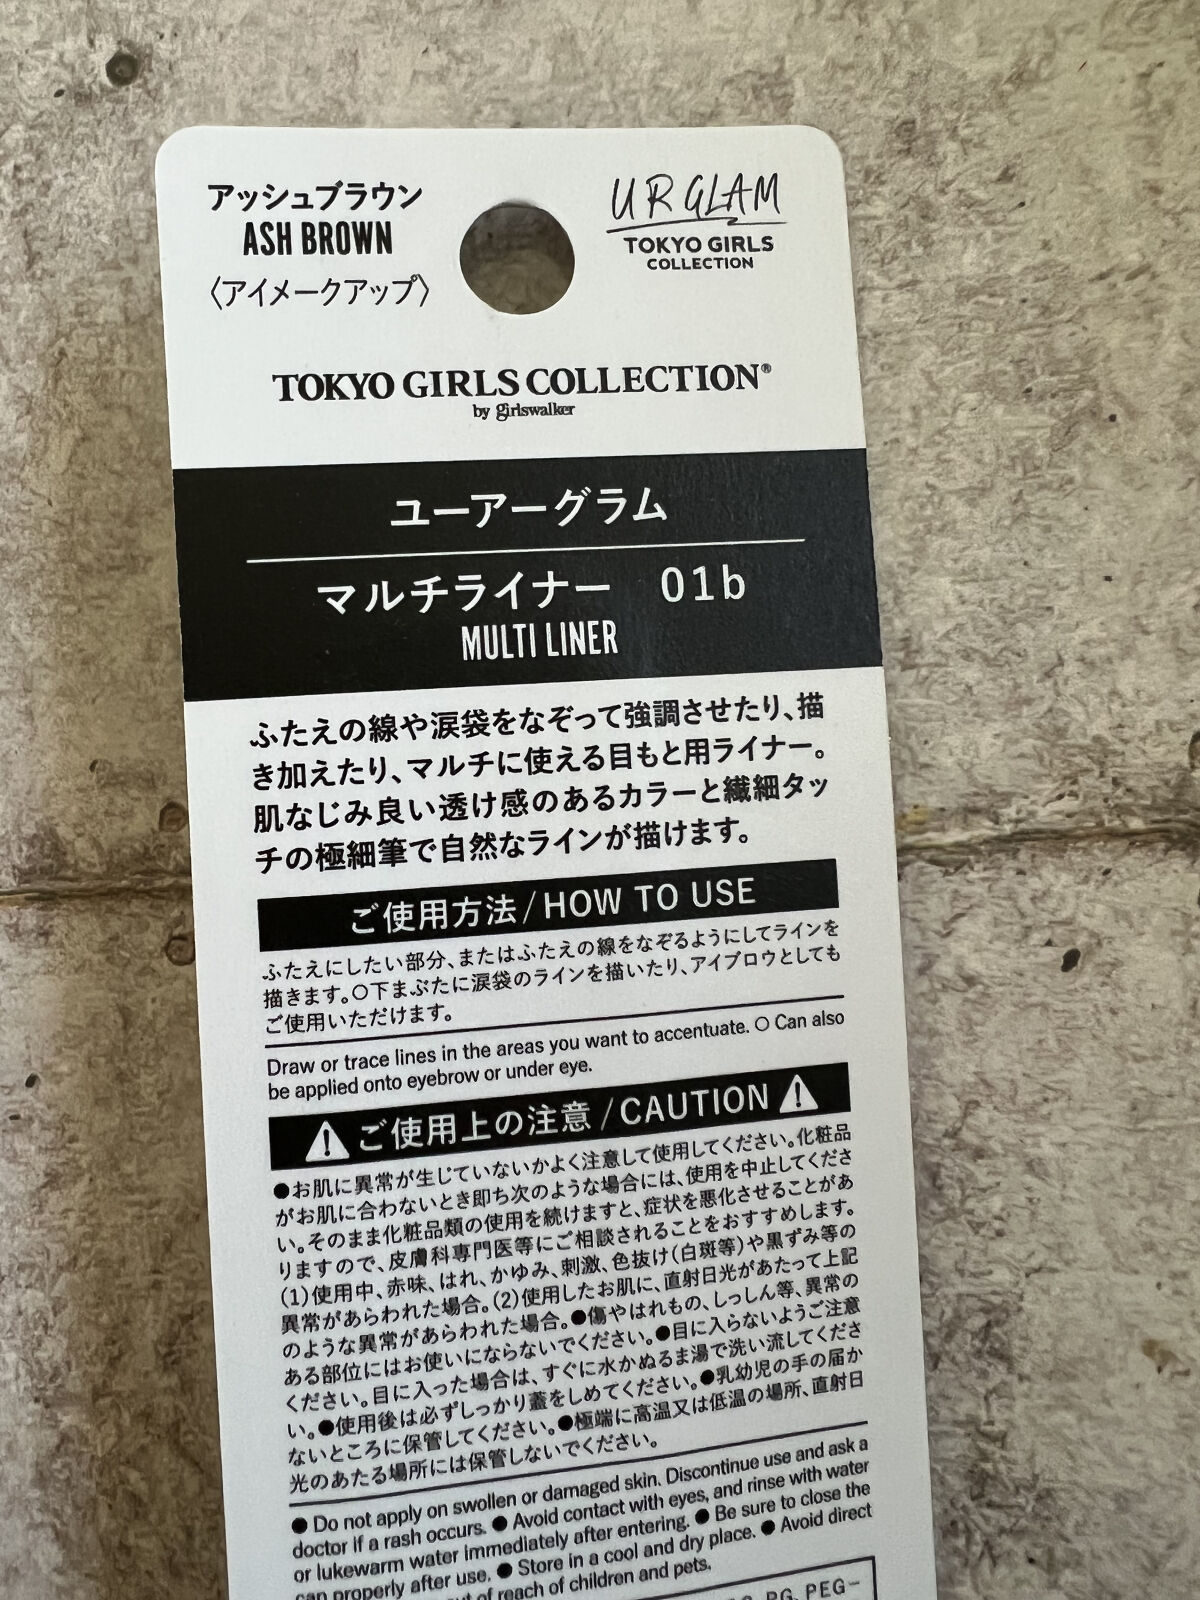 アッシュブラウン
ASH BROWN
〈アイメークアップ〉
UR GLAM
TOKYO GIRLS
COLLECTION
TOKYO GIRLS COLLECTION®
by girlswalker
ユーアーグラム
マルチライナー 01b
MULTI LINER
ふたえの線や涙袋をなぞって強調させたり、描
き加えたり、マルチに使える目もと用ライナー。
肌なじみ良い透け感のあるカラーと繊細タッ
チの極細筆で自然なラインが描けます。
ご使用方法/HOW TO USE
ふたえにしたい部分、またはふたえの線をなぞるようにしてラインを
描きます。○下まぶたに涙袋のラインを描いたり、アイブロウとしても
ご使用いただけます。
Draw or trace lines in the areas you want to accentuate. ○ Can also
be applied onto eyebrow or under eye.
ご使用上の注意/CAUTION
●お肌に異常が生じていないかよく注意して使用してください。化粧品
がお肌に合わないとき即ち次のような場合には、使用を中止してくださ
い。そのまま化粧品類の使用を続けますと、症状を悪化させることがあ
りますので、皮膚科専門医等にご相談されることをおすすめします。
(1)使用中、赤味、はれ、かゆみ、刺激、色抜け(白斑等)や黒ずみ等の
異常があらわれた場合。(2)使用したお肌に、直射日光があたって上記
のような異常があらわれた場合。●傷やはれもの、しっしん等、異常の
ある部位にはお使いにならないでください。●目に入らないようご注意
ください。目に入った場合は、すぐに水かぬるま湯で洗い流してくださ
い。●使用後は必ずしっかり蓋をしめてください。●乳幼児の手の届か
ないところに保管してください。●極端に高温又は低温の場所、直射日
光のあたる場所には保管しないでください。
● Do not apply on swollen or damaged skin. Discontinue use and ask a
doctor if a rash occurs. ● Avoid contact with eyes, and rinse with water
or lukewarm water immediately after entering. ● Be sure to close the
can properly after use. ● Store in a cool and dry place. ● Avoid direct
out of reach of children and pets.
PG、PEG-